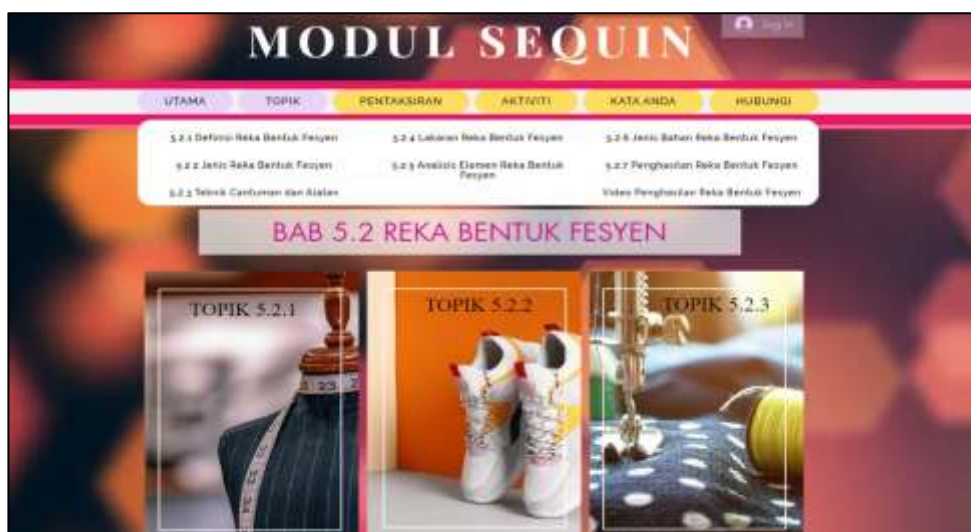 MODUL SEQUIN
Log In
UTAMA TOPIK PENTAKSIRAN AKTIVITI KATA ANDA HUBUNGI
5.2.1 Definisi Reka Bentuk Fesyen 5.2.4 Lakaran Reka Bentuk Fesyen 5.2.6 Jenis Bahan Reka Bentuk Fesyen
5.2.2 Jenis Reka Bentuk Fesyen 5.2.5 Analisis Elemen Reka Bentuk Fesyen 5.2.7 Penghasilan Reka Bentuk Fesyen
5.2.3 Teknik Cantuman dan Alatan Video Penghasilan Reka Bentuk Fesyen
BAB 5.2 REKA BENTUK FESYEN
TOPIK 5.2.1 TOPIK 5.2.2 TOPIK 5.2.3
23